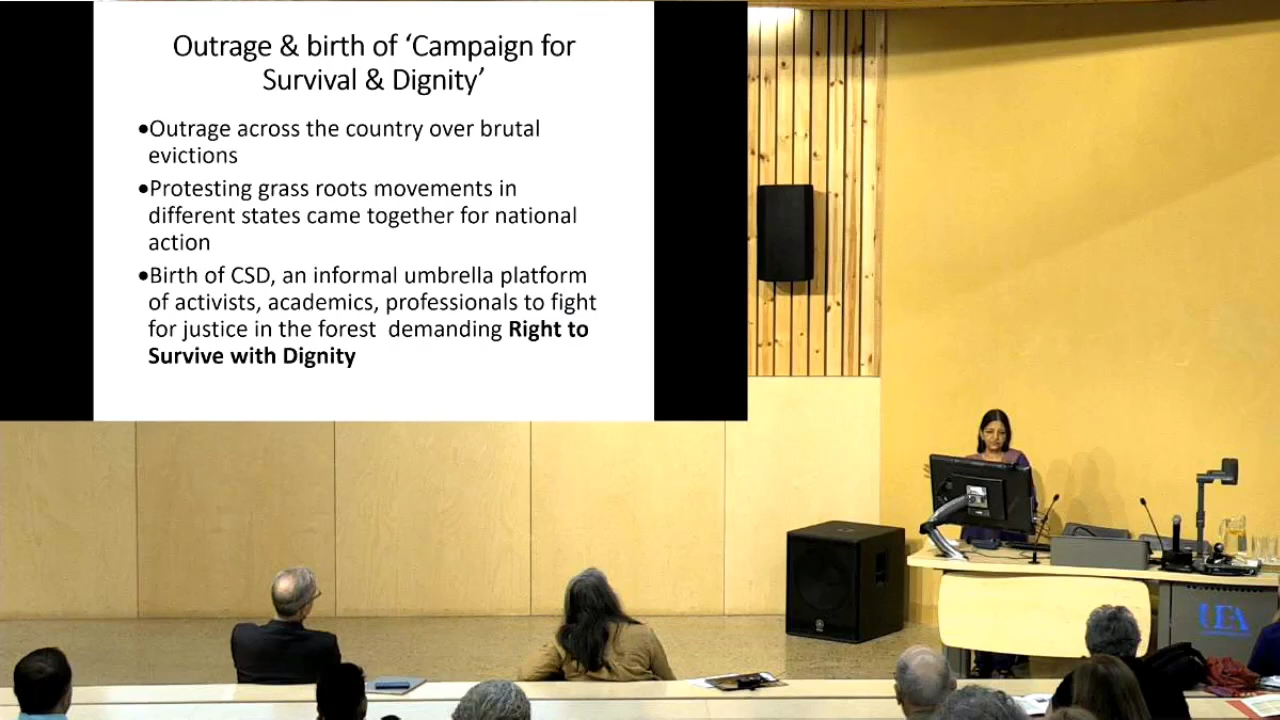 Outrage & birth of ‘Campaign for
Survival & Dignity’
•Outrage across the country over brutal
evictions
•Protesting grass roots movements in
different states came together for national
action
•Birth of CSD, an informal umbrella platform
of activists, academics, professionals to fight
for justice in the forest demanding Right to
Survive with Dignity
UEA